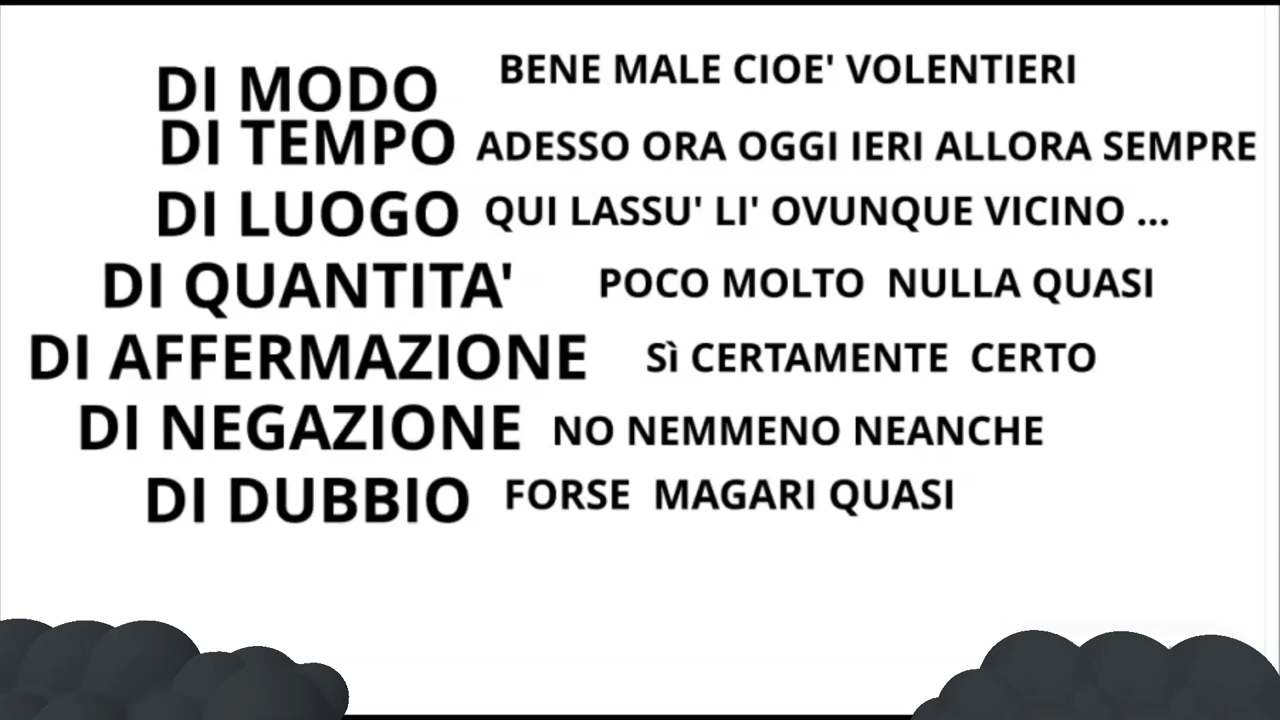 DI MODO BENE MALE CIOE' VOLENTIERI
DI TEMPO ADESSO ORA OGGI IERI ALLORA SEMPRE
DI LUOGO QUI LASSU' LI' OVUNQUE VICINO ...
DI QUANTITA' POCO MOLTO NULLA QUASI
DI AFFERMAZIONE Sì CERTAMENTE CERTO
DI NEGAZIONE NO NEMMENO NEANCHE
DI DUBBIO FORSE MAGARI QUASI